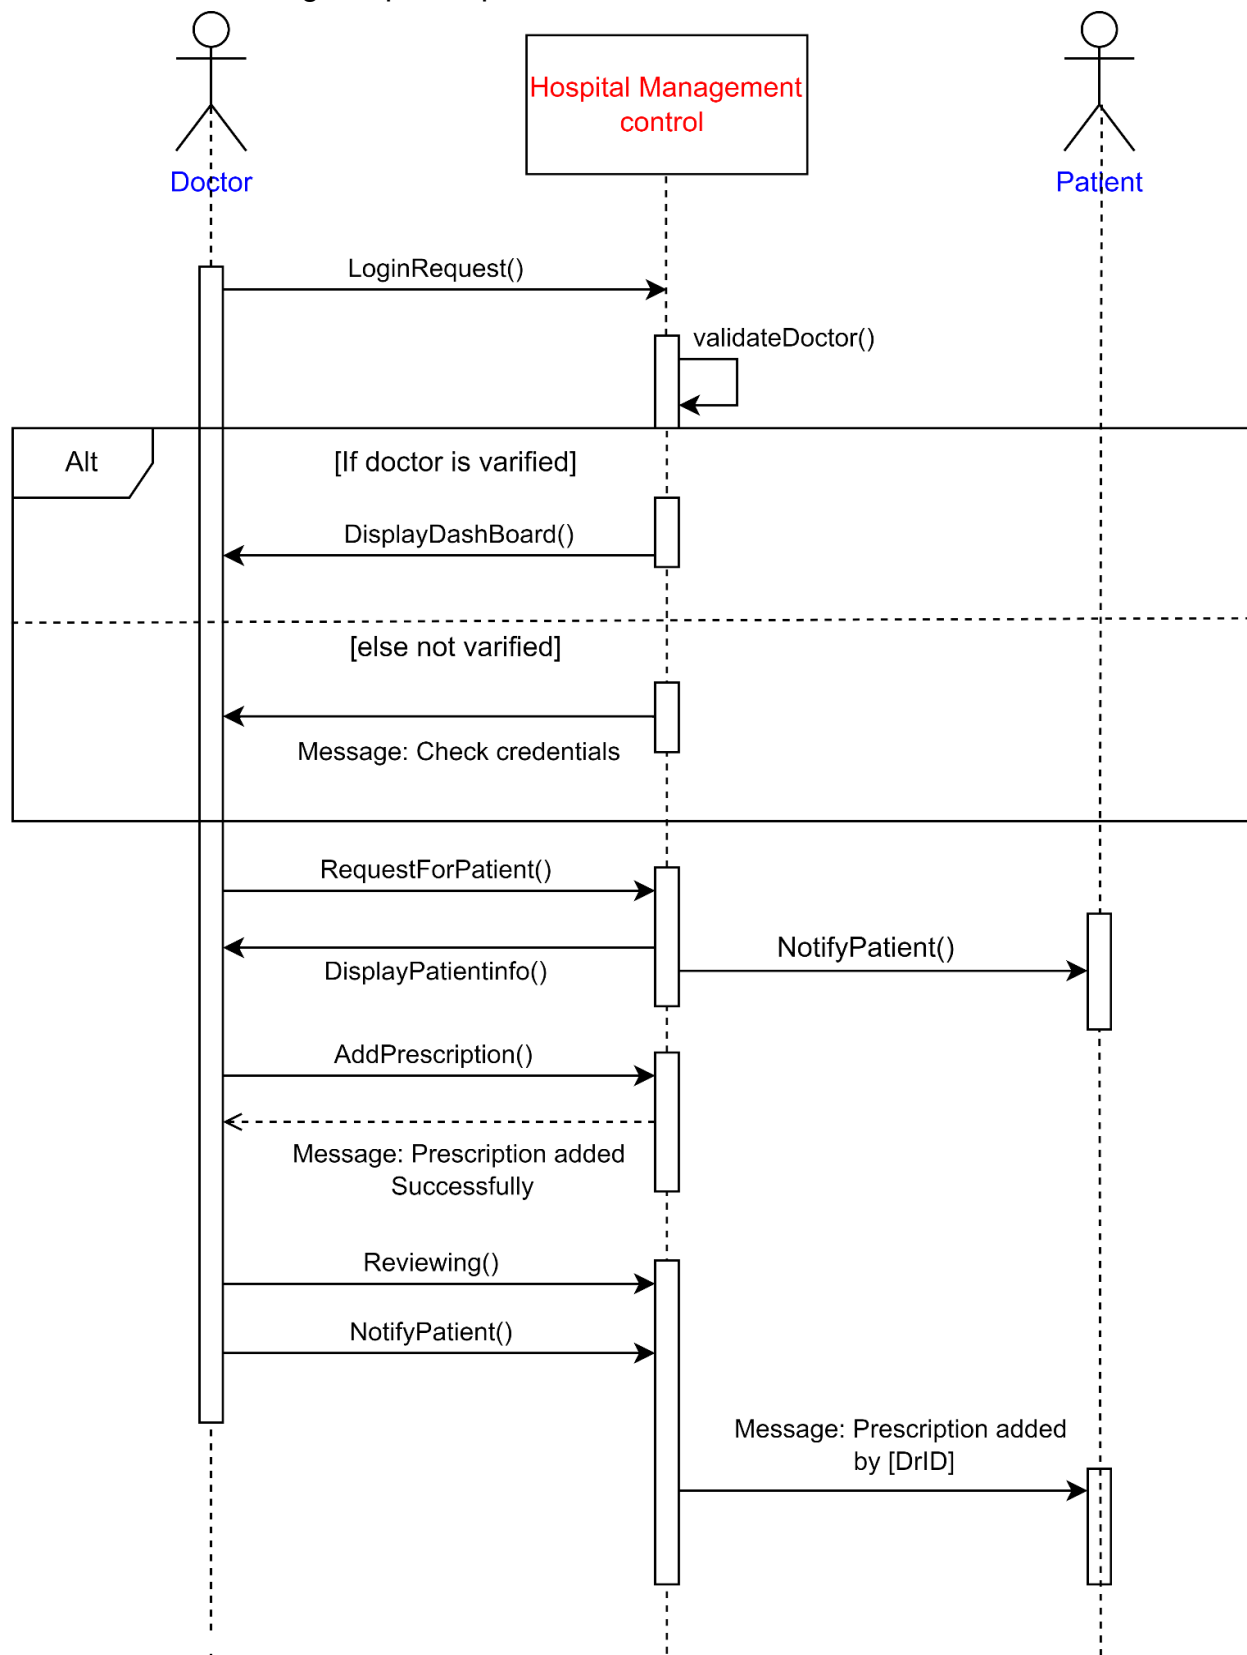 Hospital Management
control
Doctor
Patient
LoginRequest()
validateDoctor()
Alt
[If doctor is varified]
DisplayDashBoard()
[else not varified]
Message: Check credentials
RequestForPatient()
NotifyPatient()
DisplayPatientinfo()
AddPrescription()
Message: Prescription added
Successfully
Reviewing()
NotifyPatient()
Message: Prescription added
by [DrID]